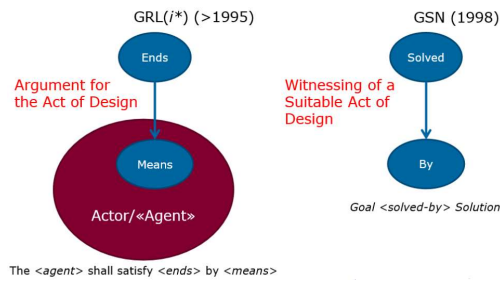 GRL(i*) (>1995)
Ends
Argument for
the Act of Design
Means
Actor/«Agent»
The <agent> shall satisfy <ends> by <means>
GSN (1998)
Solved
Witnessing of a
Suitable Act of
Design
By
Goal <solved-by> Solution